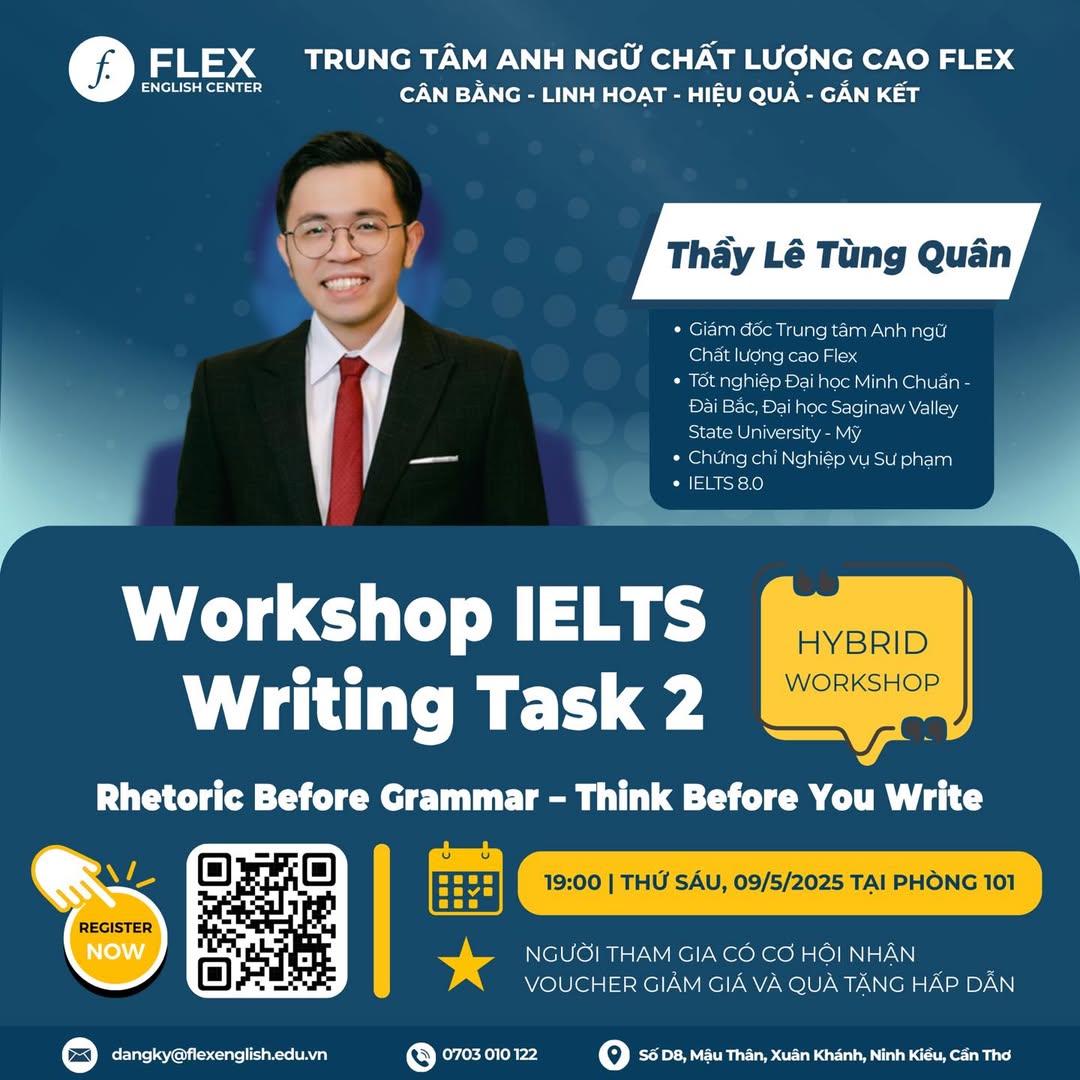 f.
FLEX
ENGLISH CENTER
TRUNG TÂM ANH NGỮ CHẤT LƯỢNG CAO FLEX
CÂN BẰNG - LINH HOẠT - HIỆU QUẢ - GẮN KẾT
Thầy Lê Tùng Quân
• Giám đốc Trung tâm Anh ngữ
Chất lượng cao Flex
• Tốt nghiệp Đại học Minh Chuẩn -
Đài Bắc, Đại học Saginaw Valley
State University - Mỹ
• Chứng chỉ Nghiệp vụ Sư phạm
• IELTS 8.0
Workshop IELTS
Writing Task 2
HYBRID
WORKSHOP
Rhetoric Before Grammar – Think Before You Write
REGISTER
NOW
19:00 | THỨ SÁU, 09/5/2025 TẠI PHÒNG 101
NGƯỜI THAM GIA CÓ CƠ HỘI NHẬN
VOUCHER GIẢM GIÁ VÀ QUÀ TẶNG HẤP DẪN
dangky@flexenglish.edu.vn
0703 010 122
Số D8, Mậu Thân, Xuân Khánh, Ninh Kiều, Cần Thơ